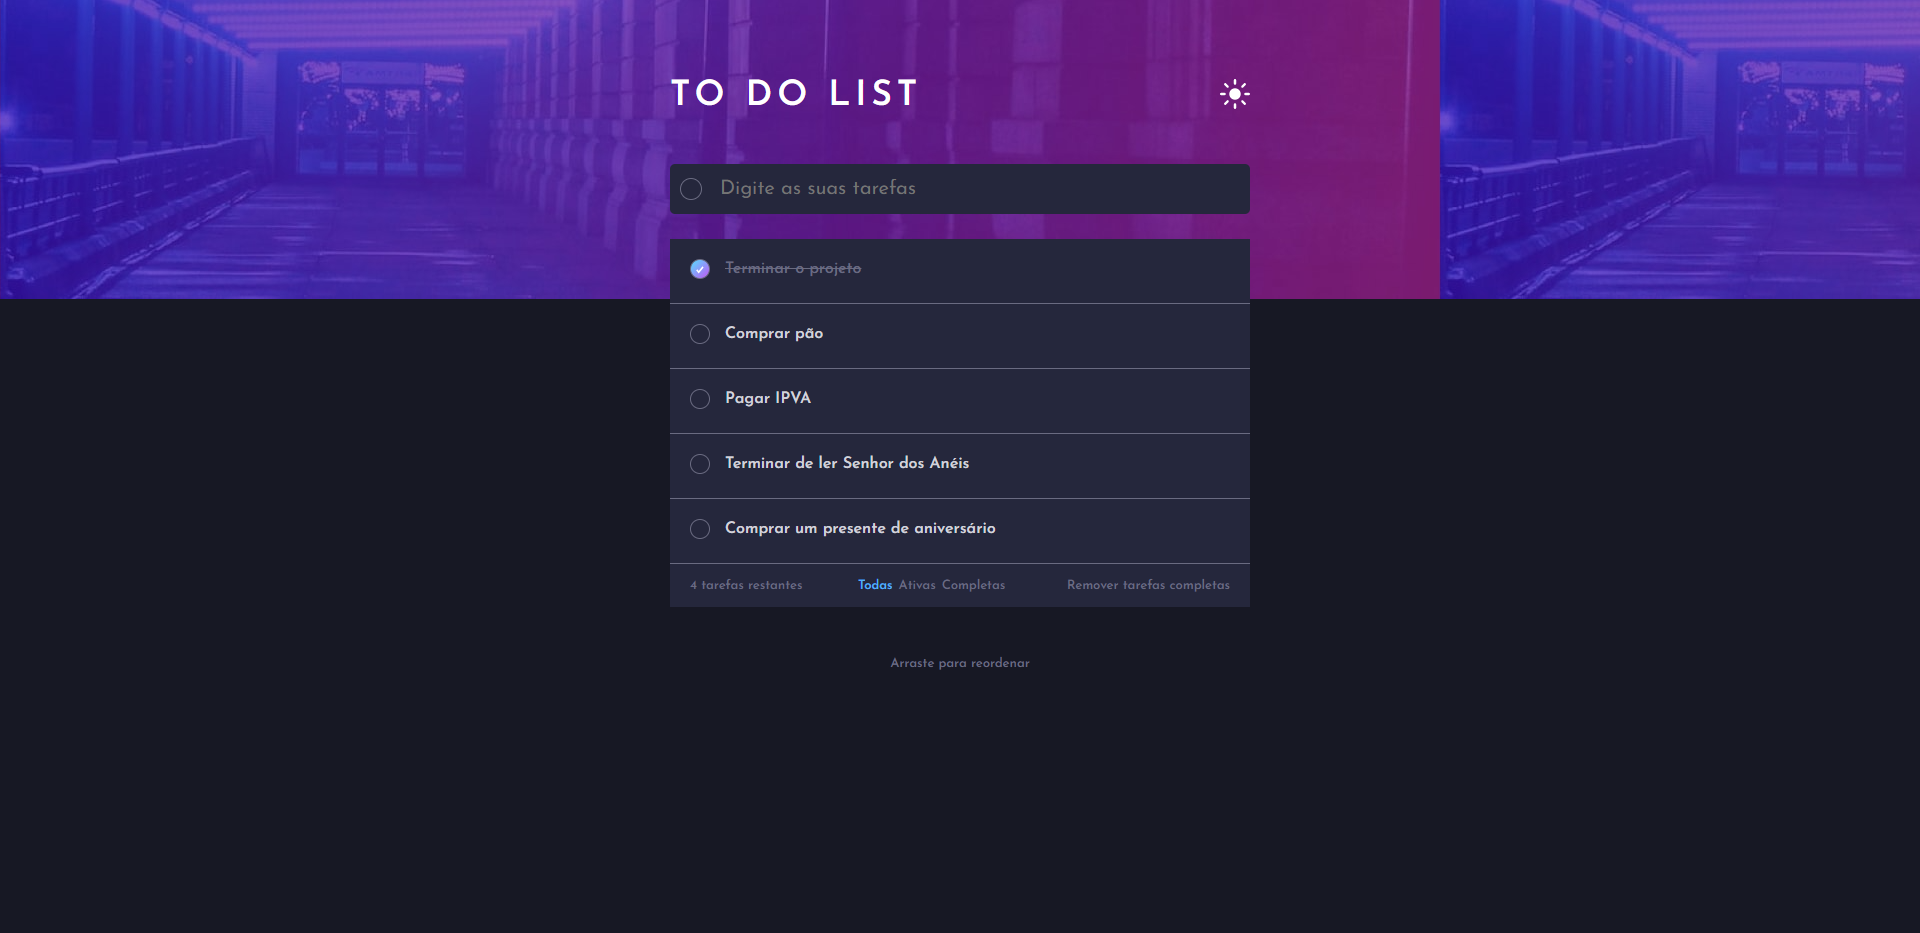 TO DO LIST
Digite as suas tarefas
Terminar o projeto
Comprar pão
Pagar IPVA
Terminar de ler Senhor dos Anéis
Comprar um presente de aniversário
4 tarefas restantes Todas Ativas Completas Remover tarefas completas
Arraste para reordenar